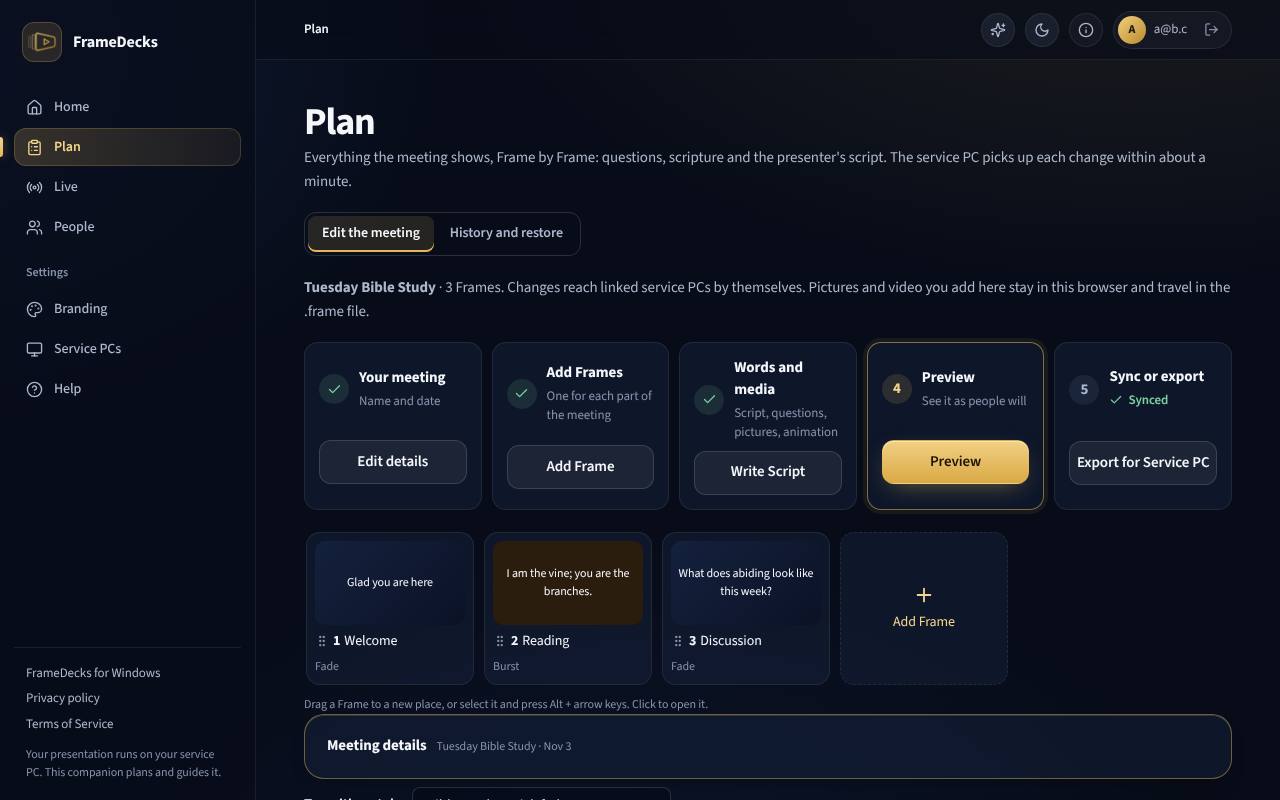 FrameDecks
Plan
a@b.c
A
Home
Plan
Live
People
Settings
Branding
Service PCs
Help
FrameDecks for Windows
Privacy policy
Terms of Service
Your presentation runs on your service
PC. This companion plans and guides it.
Plan
Everything the meeting shows, Frame by Frame: questions, scripture and the presenter's script. The service PC picks up each change within about a
minute.
Edit the meeting
History and restore
Tuesday Bible Study · 3 Frames. Changes reach linked service PCs by themselves. Pictures and video you add here stay in this browser and travel in the
.frame file.
Your meeting
Name and date
Edit details
Add Frames
One for each part of
the meeting
Add Frame
Words and
media
Script, questions,
pictures, animation
Write Script
4
Preview
See it as people will
Preview
5
Sync or export
Synced
Export for Service PC
Glad you are here
1 Welcome
Fade
I am the vine; you are the
branches.
2 Reading
Burst
What does abiding look like
this week?
3 Discussion
Fade
Add Frame
Drag a Frame to a new place, or select it and press Alt + arrow keys. Click to open it.
Meeting details Tuesday Bible Study · Nov 3